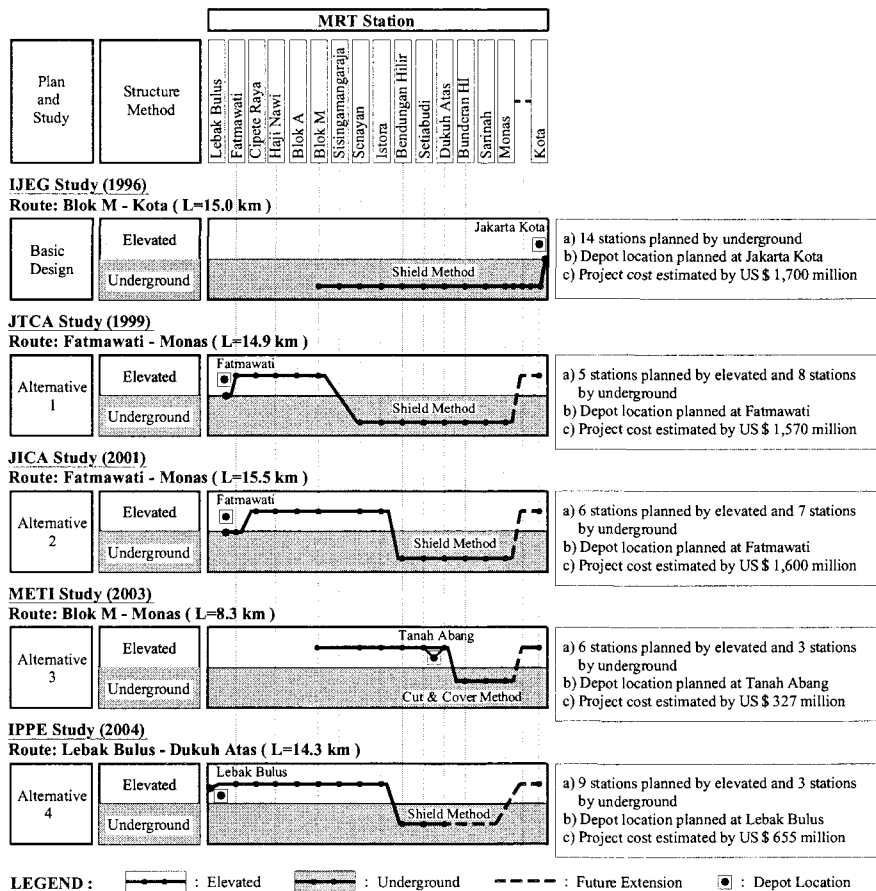 MRT Station
Plan
and
Study
Structure
Method
Lebak Bulus
Fatmawati
Cipete Raya
Haji Nawi
Blok A
Blok M
Sisingamangaraja
Senayan
Istora
Bendungan Hilir
Setiabudi
Dukuh Atas
Bunderan HI
Sarinah
Monas
Kota
IJEG Study (1996)
Route: Blok M - Kota ( L=15.0 km )
Basic
Design
Elevated
Underground
Jakarta Kota
Shield Method
a) 14 stations planned by underground
b) Depot location planned at Jakarta Kota
c) Project cost estimated by US $ 1,700 million
JTCA Study (1999)
Route: Fatmawati - Monas ( L=14.9 km )
Alternative
1
Elevated
Underground
Fatmawati
Shield Method
a) 5 stations planned by elevated and 8 stations
by underground
b) Depot location planned at Fatmawati
c) Project cost estimated by US $ 1,570 million
JICA Study (2001)
Route: Fatmawati - Monas ( L=15.5 km )
Alternative
2
Elevated
Underground
Fatmawati
Shield Method
a) 6 stations planned by elevated and 7 stations
by underground
b) Depot location planned at Fatmawati
c) Project cost estimated by US $ 1,600 million
METI Study (2003)
Route: Blok M - Monas ( L=8.3 km )
Alternative
3
Elevated
Underground
Tanah Abang
Cut & Cover Method
a) 6 stations planned by elevated and 3 stations
by underground
b) Depot location planned at Tanah Abang
c) Project cost estimated by US $ 327 million
IPPE Study (2004)
Route: Lebak Bulus - Dukuh Atas ( L=14.3 km )
Alternative
4
Elevated
Underground
Lebak Bulus
Shield Method
a) 9 stations planned by elevated and 3 stations
by underground
b) Depot location planned at Lebak Bulus
c) Project cost estimated by US $ 655 million
LEGEND : : Elevated : Underground : Future Extension : Depot Location